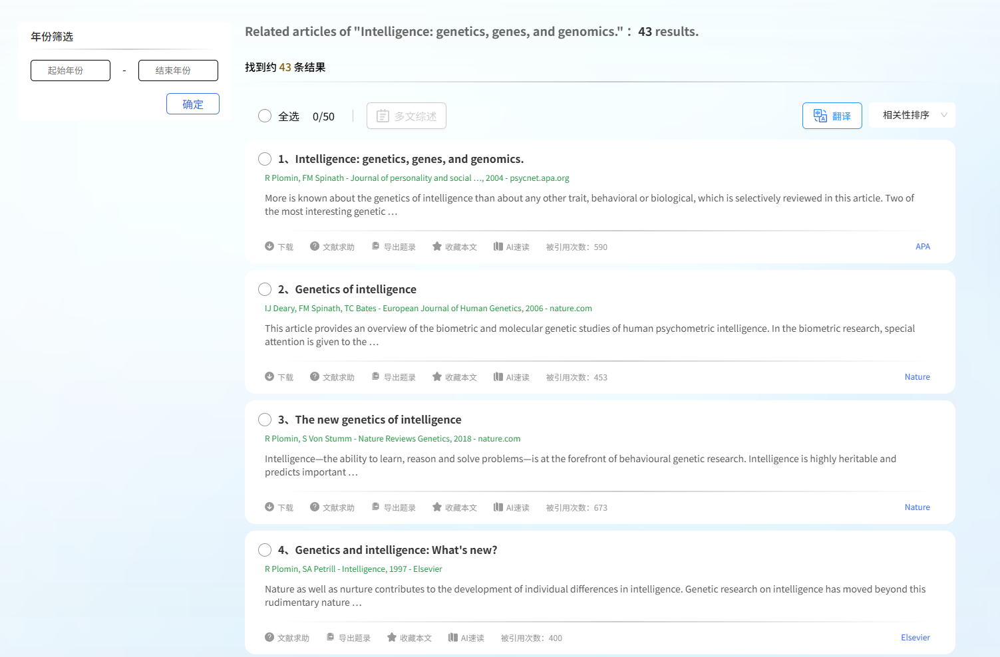 年份筛选
起始年份 - 结束年份
确定
Related articles of "Intelligence: genetics, genes, and genomics." : 43 results.
找到约 43 条结果
全选 0/50 多文综述 翻译 相关性排序
1、Intelligence: genetics, genes, and genomics.
R Plomin, FM Spinath - Journal of personality and social …, 2004 - psycnet.apa.org
More is known about the genetics of intelligence than about any other trait, behavioral or biological, which is selectively reviewed in this article. Two of
the most interesting genetic …
下载 文献求助 导出题录 收藏本文 AI速读 被引用次数：590 APA
2、Genetics of intelligence
IJ Deary, FM Spinath, TC Bates - European Journal of Human Genetics, 2006 - nature.com
This article provides an overview of the biometric and molecular genetic studies of human psychometric intelligence. In the biometric research, special
attention is given to the …
下载 文献求助 导出题录 收藏本文 AI速读 被引用次数：453 Nature
3、The new genetics of intelligence
R Plomin, S Von Stumm - Nature Reviews Genetics, 2018 - nature.com
Intelligence—the ability to learn, reason and solve problems—is at the forefront of behavioural genetic research. Intelligence is highly heritable and
predicts important …
下载 文献求助 导出题录 收藏本文 AI速读 被引用次数：673 Nature
4、Genetics and intelligence: What's new?
R Plomin, SA Petrill - Intelligence, 1997 - Elsevier
Nature as well as nurture contributes to the development of individual differences in intelligence. Genetic research on intelligence has moved beyond this
rudimentary nature …
文献求助 导出题录 收藏本文 AI速读 被引用次数：400 Elsevier